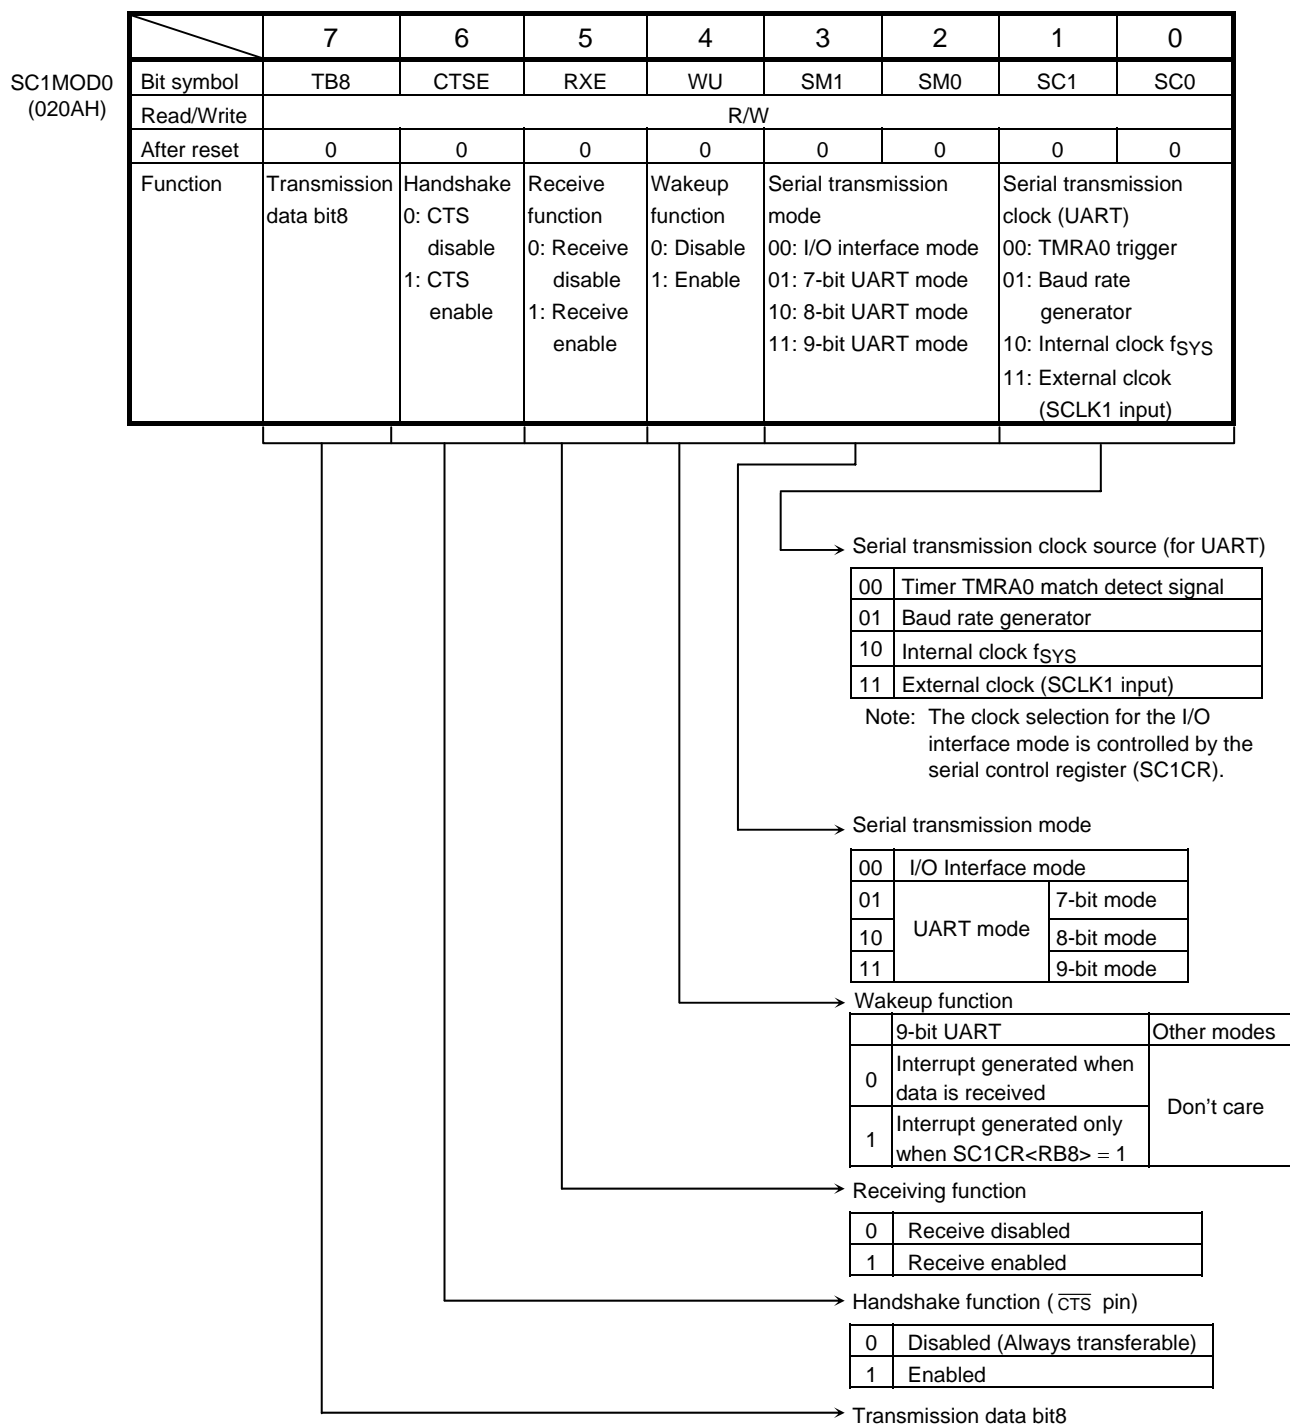 7 6 5 4 3 2 1 0
SC1MOD0
(020AH)
Bit symbol TB8 CTSE RXE WU SM1 SM0 SC1 SC0
Read/Write R/W
After reset 0 0 0 0 0 0 0 0
Function
Transmission
data bit8
Handshake
0: CTS
disable
1: CTS
enable
Receive
function
0: Receive
disable
1: Receive
enable
Wakeup
function
0: Disable
1: Enable
Serial transmission
mode
00: I/O interface mode
01: 7-bit UART mode
10: 8-bit UART mode
11: 9-bit UART mode
Serial transmission
clock (UART)
00: TMRA0 trigger
01: Baud rate
generator
10: Internal clock fSYS
11: External clcok
(SCLK1 input)
Serial transmission clock source (for UART)
00 Timer TMRA0 match detect signal
01 Baud rate generator
10 Internal clock fSYS
11 External clock (SCLK1 input)
Note: The clock selection for the I/O
interface mode is controlled by the
serial control register (SC1CR).
Serial transmission mode
00 I/O Interface mode
01 7-bit mode
UART mode
10 8-bit mode
11 9-bit mode
Wakeup function
9-bit UART Other modes
0 Interrupt generated when
data is received
Don't care
1 Interrupt generated only
when SC1CR<RB8> = 1
Receiving function
0 Receive disabled
1 Receive enabled
Handshake function ( C̅T̅S̅ pin)
0 Disabled (Always transferable)
1 Enabled
Transmission data bit8